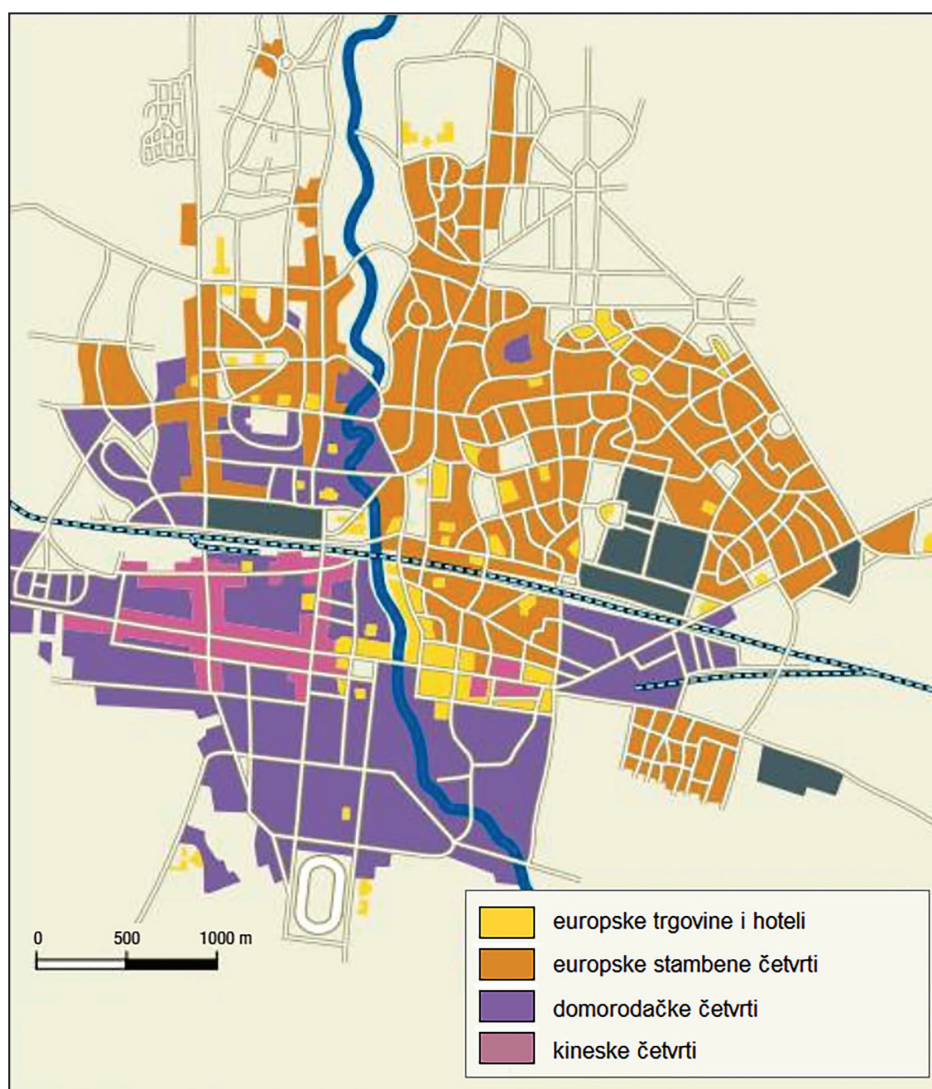 0 500 1000 m
europske trgovine i hoteli
europske stambene četvrti
domorodačke četvrti
kineske četvrti